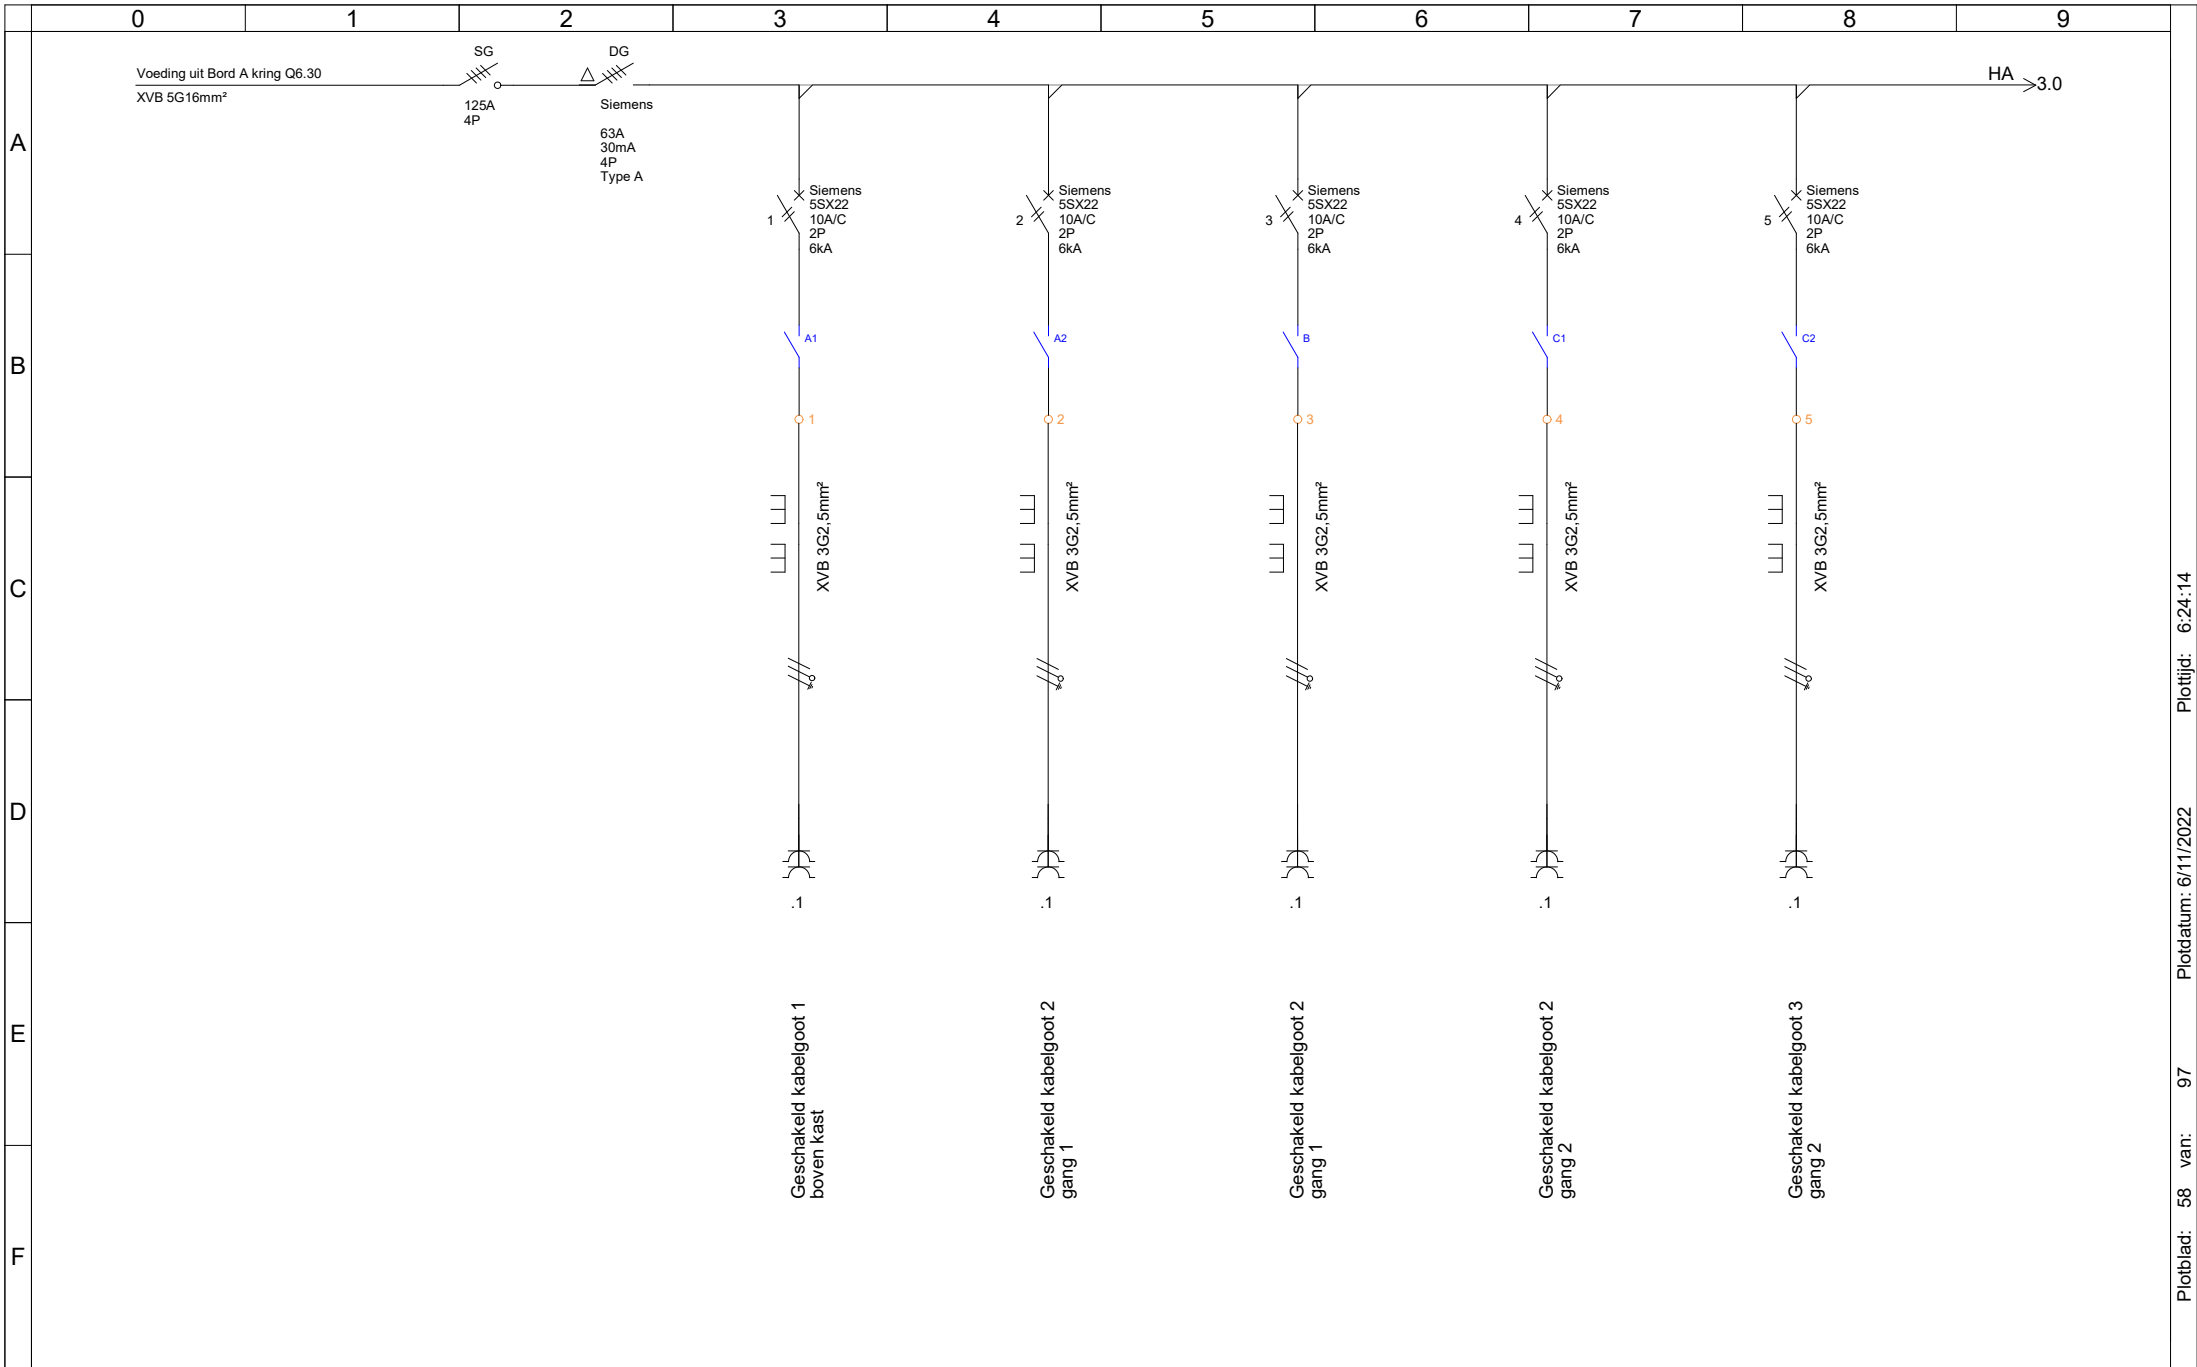 0 1 2 3 4 5 6 7 8 9
SG
DG
Voeding uit Bord A kring Q6.30
XVB 5G16mm²
125A
4P
Siemens
63A
30mA
4P
Type A
HA
3.0
A
1
Siemens
5SX22
10A/C
2P
6kA
2
Siemens
5SX22
10A/C
2P
6kA
3
Siemens
5SX22
10A/C
2P
6kA
4
Siemens
5SX22
10A/C
2P
6kA
5
Siemens
5SX22
10A/C
2P
6kA
B
A1
A2
B
C1
C2
1
2
3
4
5
C
XVB 3G2,5mm²
XVB 3G2,5mm²
XVB 3G2,5mm²
XVB 3G2,5mm²
XVB 3G2,5mm²
D
.1
.1
.1
.1
.1
E
Geschakeld kabelgoot 1
boven kast
Geschakeld kabelgoot 2
gang 1
Geschakeld kabelgoot 2
gang 1
Geschakeld kabelgoot 2
gang 2
Geschakeld kabelgoot 3
gang 2
F
Plotblad: 58 van: 97 Plotdatum: 6/11/2022 Plottijd: 6:24:14